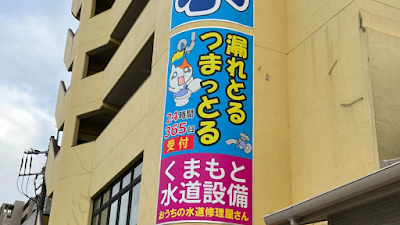 漏れとる
つまっとる
24時間
365日
受付
くまもと
水道設備
おうちの水道修理屋さん